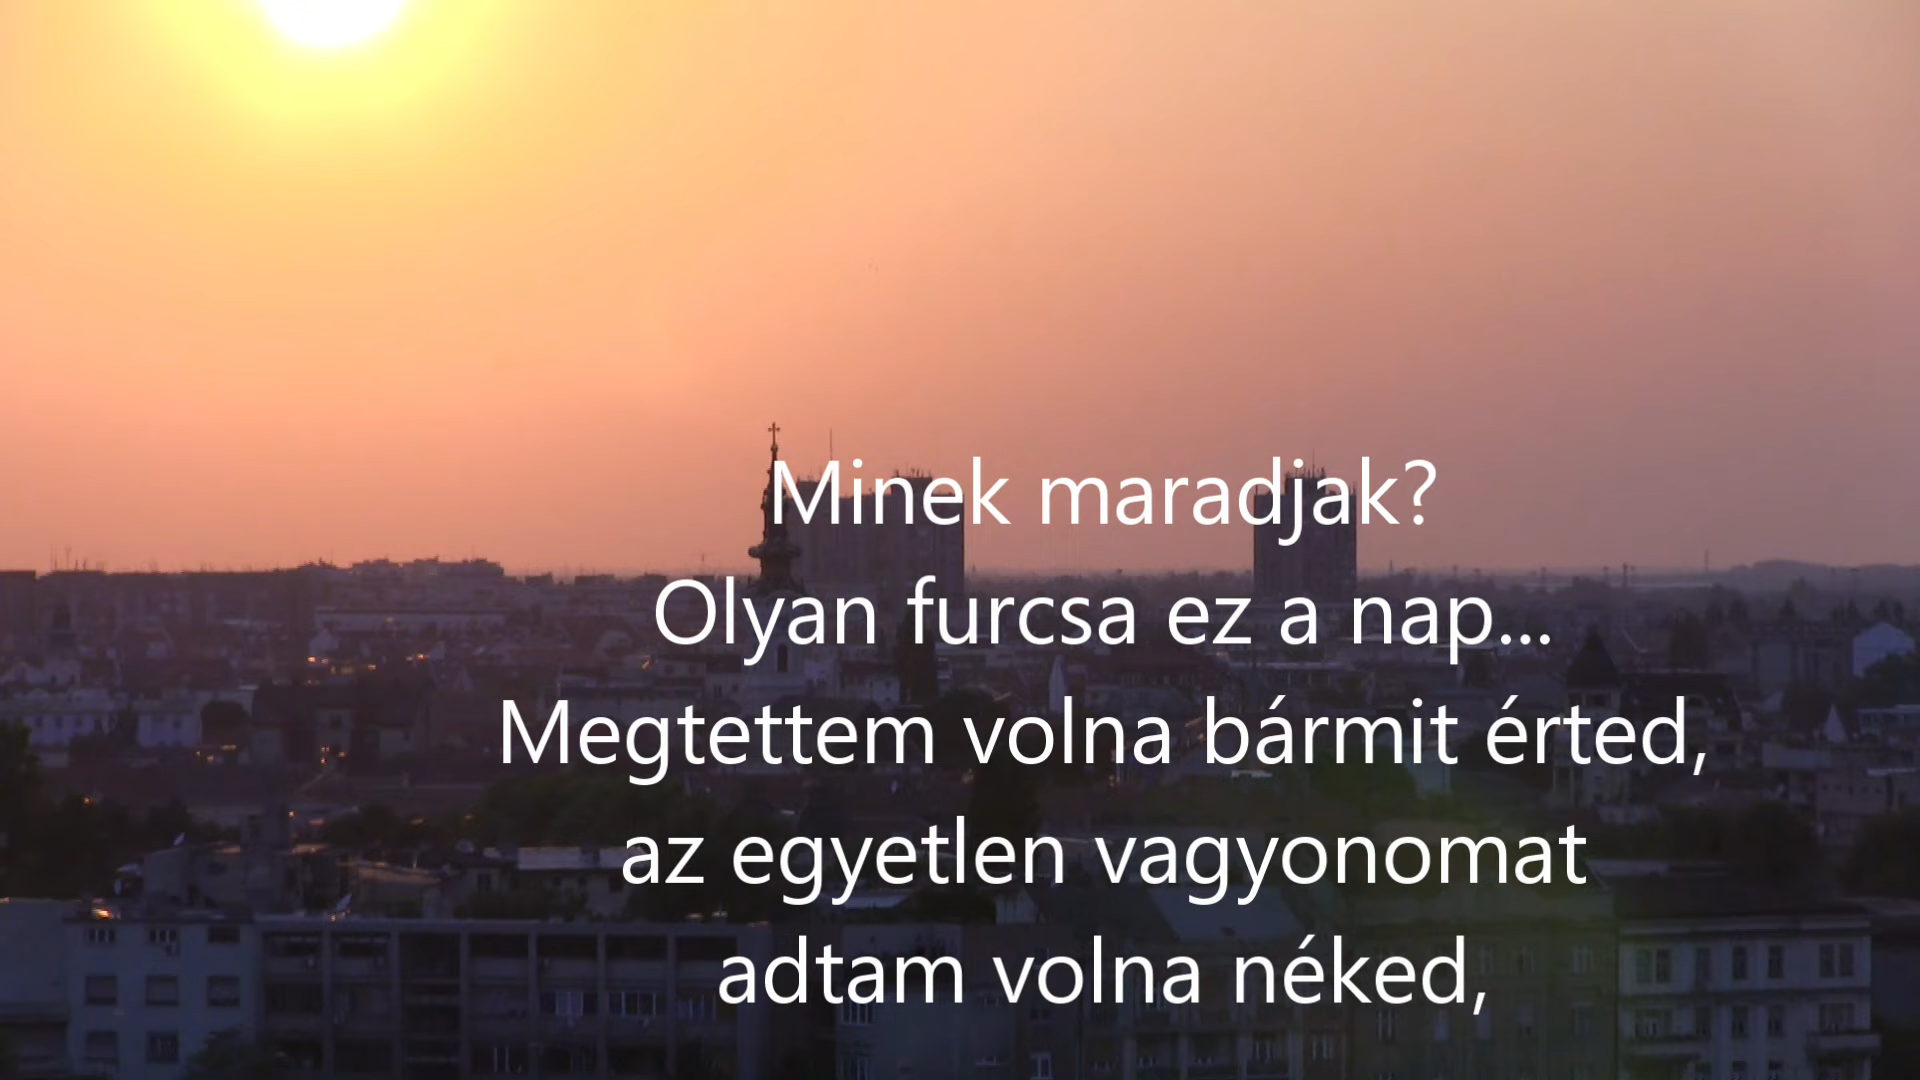 Minek maradjak?
Olyan furcsa ez a nap...
Megtettem volna bármit érted,
az egyetlen vagyonomat
adtam volna néked,